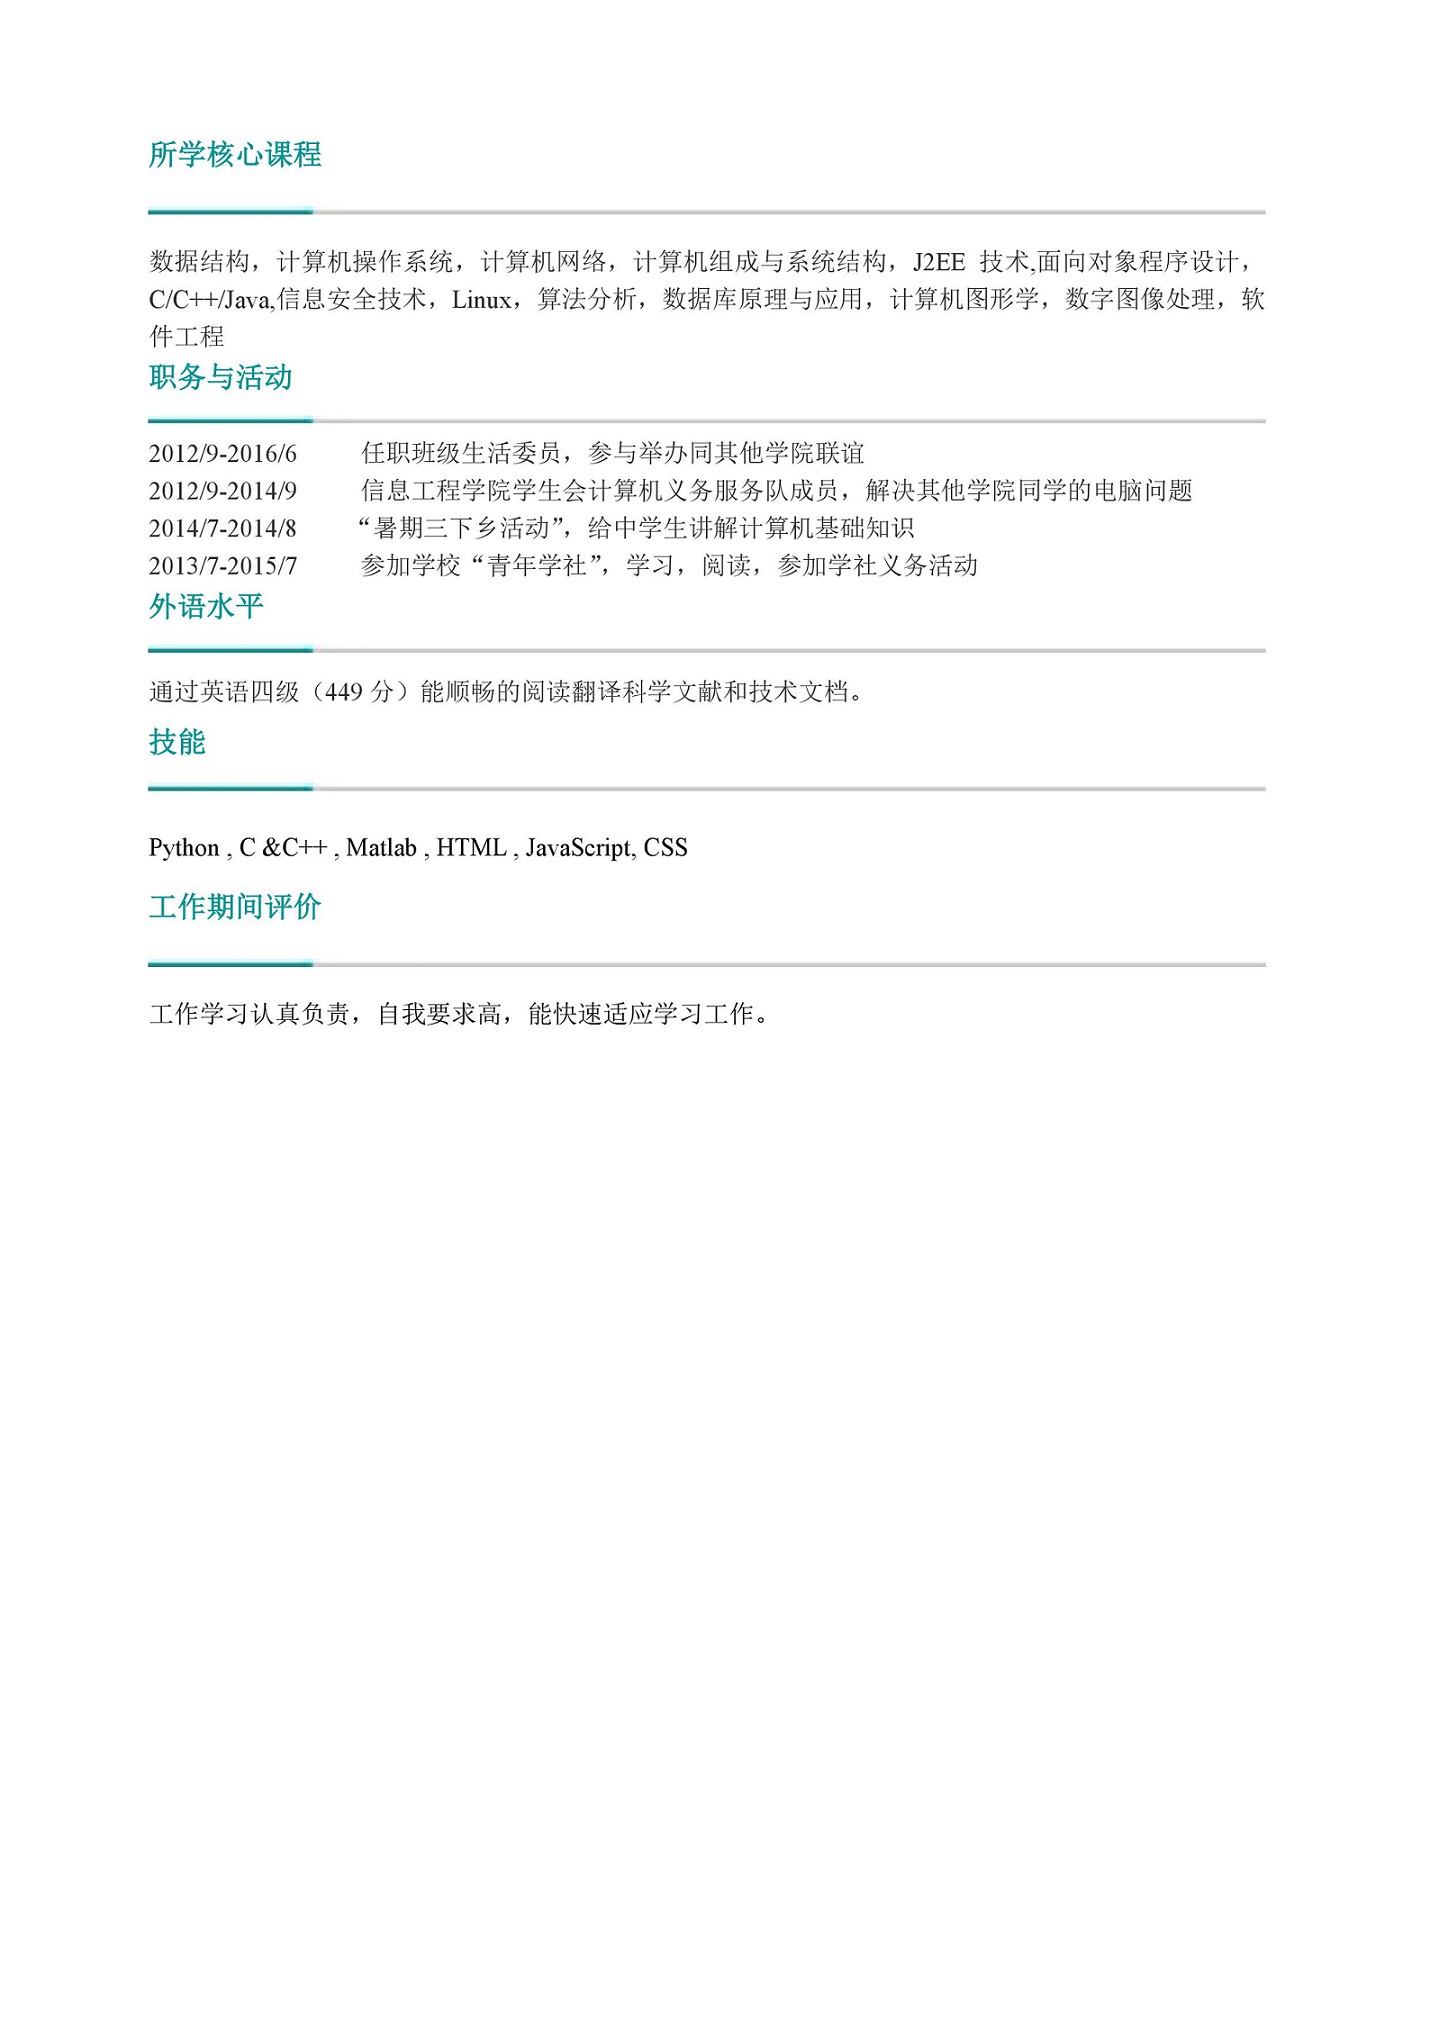 所学核心课程
数据结构，计算机操作系统，计算机网络，计算机组成与系统结构，J2EE 技术,面向对象程序设计，
C/C++/Java,信息安全技术，Linux，算法分析，数据库原理与应用，计算机图形学，数字图像处理，软
件工程
职务与活动
2012/9-2016/6 任职班级生活委员，参与举办同其他学院联谊
2012/9-2014/9 信息工程学院学生会计算机义务服务队成员，解决其他学院同学的电脑问题
2014/7-2014/8 “暑期三下乡活动”，给中学生讲解计算机基础知识
2013/7-2015/7 参加学校“青年学社”，学习，阅读，参加学社义务活动
外语水平
通过英语四级（449 分）能顺畅的阅读翻译科学文献和技术文档。
技能
Python , C &C++ , Matlab , HTML , JavaScript, CSS
工作期间评价
工作学习认真负责，自我要求高，能快速适应学习工作。